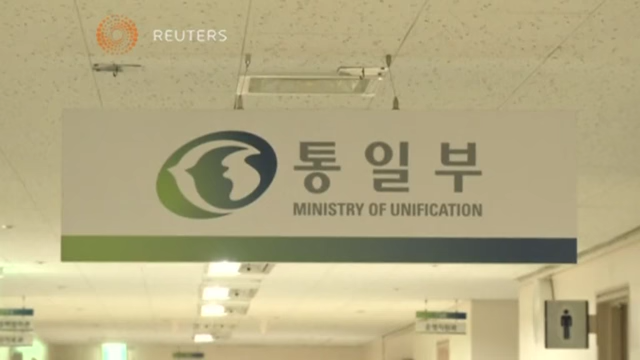 REUTERS
통일부
MINISTRY OF UNIFICATION